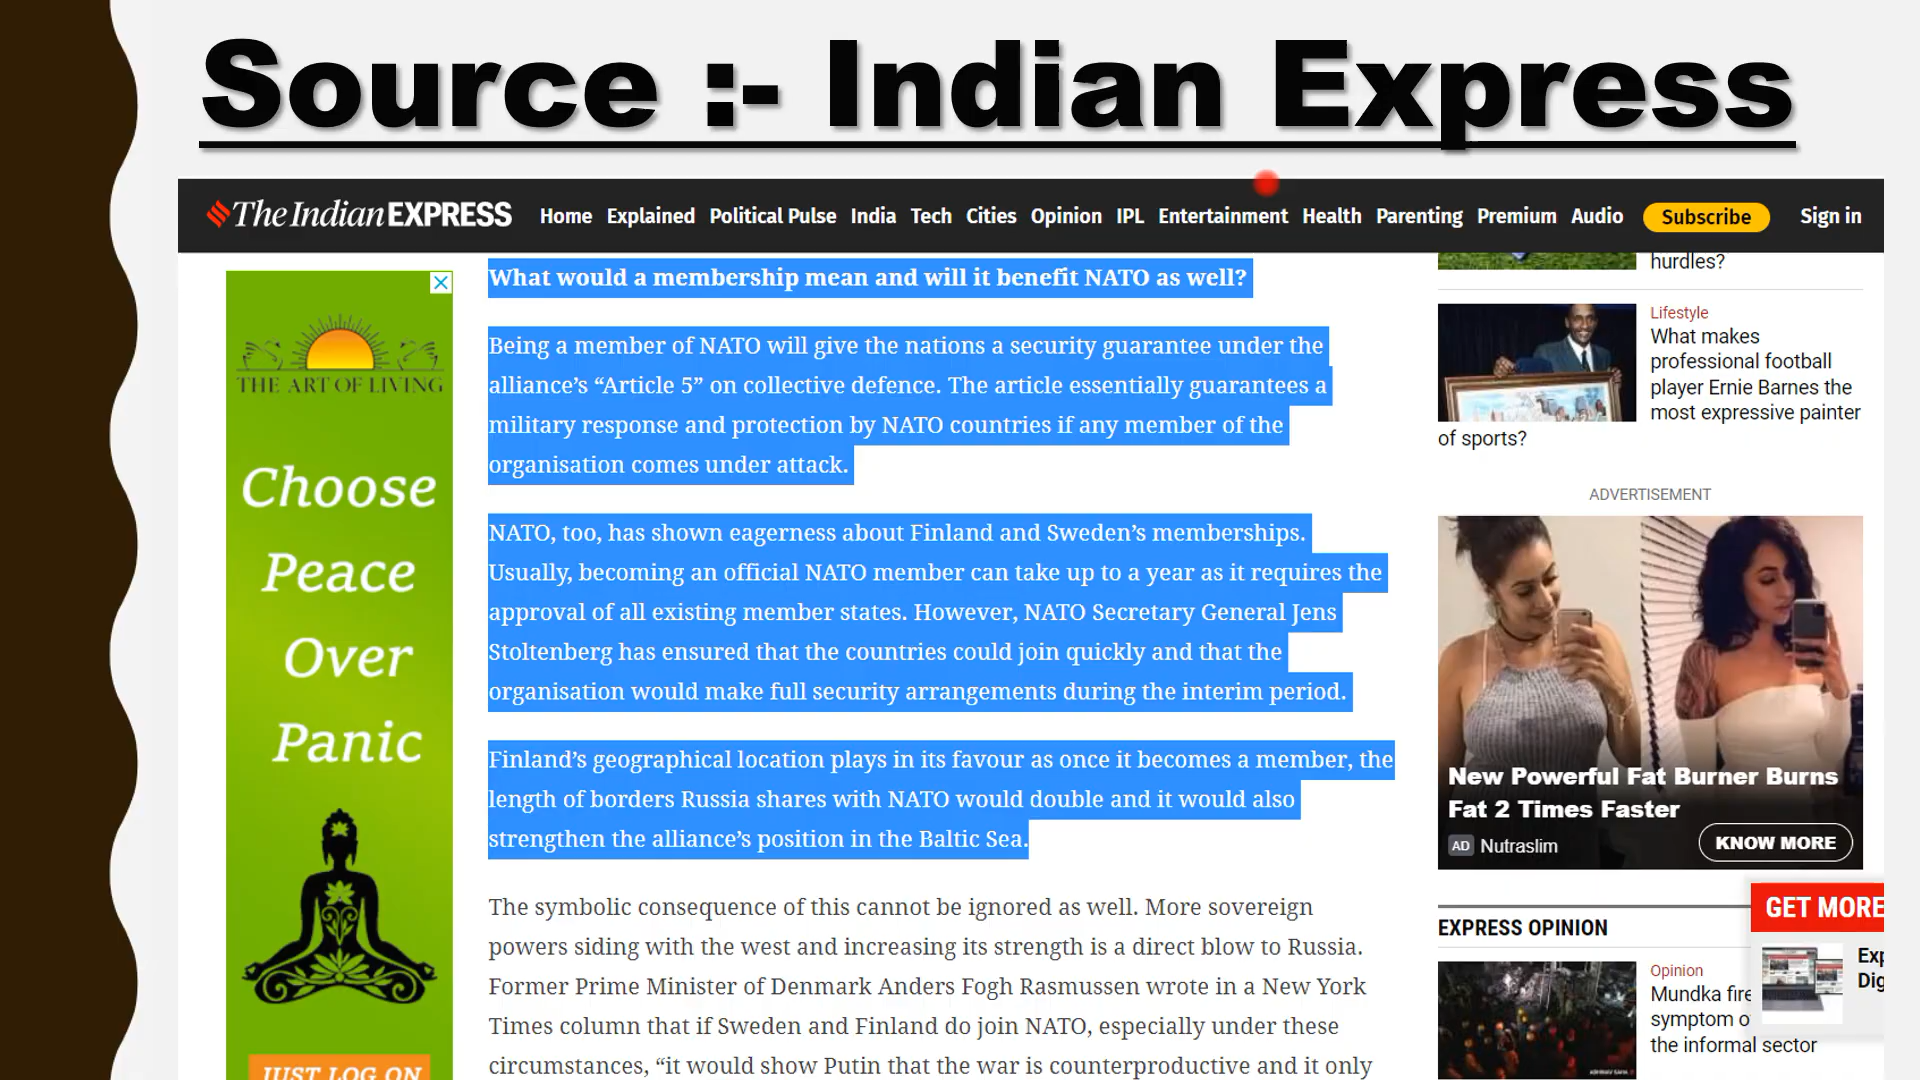 Source :- Indian Express
The Indian EXPRESS Home Explained Political Pulse India Tech Cities Opinion IPL Entertainment Health Parenting Premium Audio Subscribe Sign in
THE ART OF LIVING
Choose
Peace
Over
Panic
JUST LOG ON
What would a membership mean and will it benefit NATO as well?
Being a member of NATO will give the nations a security guarantee under the
alliance’s “Article 5” on collective defence. The article essentially guarantees a
military response and protection by NATO countries if any member of the
organisation comes under attack.
NATO, too, has shown eagerness about Finland and Sweden’s memberships.
Usually, becoming an official NATO member can take up to a year as it requires the
approval of all existing member states. However, NATO Secretary General Jens
Stoltenberg has ensured that the countries could join quickly and that the
organisation would make full security arrangements during the interim period.
Finland’s geographical location plays in its favour as once it becomes a member, the
length of borders Russia shares with NATO would double and it would also
strengthen the alliance’s position in the Baltic Sea.
The symbolic consequence of this cannot be ignored as well. More sovereign
powers siding with the west and increasing its strength is a direct blow to Russia.
Former Prime Minister of Denmark Anders Fogh Rasmussen wrote in a New York
Times column that if Sweden and Finland do join NATO, especially under these
circumstances, “it would show Putin that the war is counterproductive and it only
hurdles?
Lifestyle
What makes
professional football
player Ernie Barnes the
most expressive painter
of sports?
ADVERTISEMENT
New Powerful Fat Burner Burns
Fat 2 Times Faster
AD Nutraslim
KNOW MORE
EXPRESS OPINION
Opinion
Mundka fire
symptom o
the informal sector
GET MORE
Exp
Dig